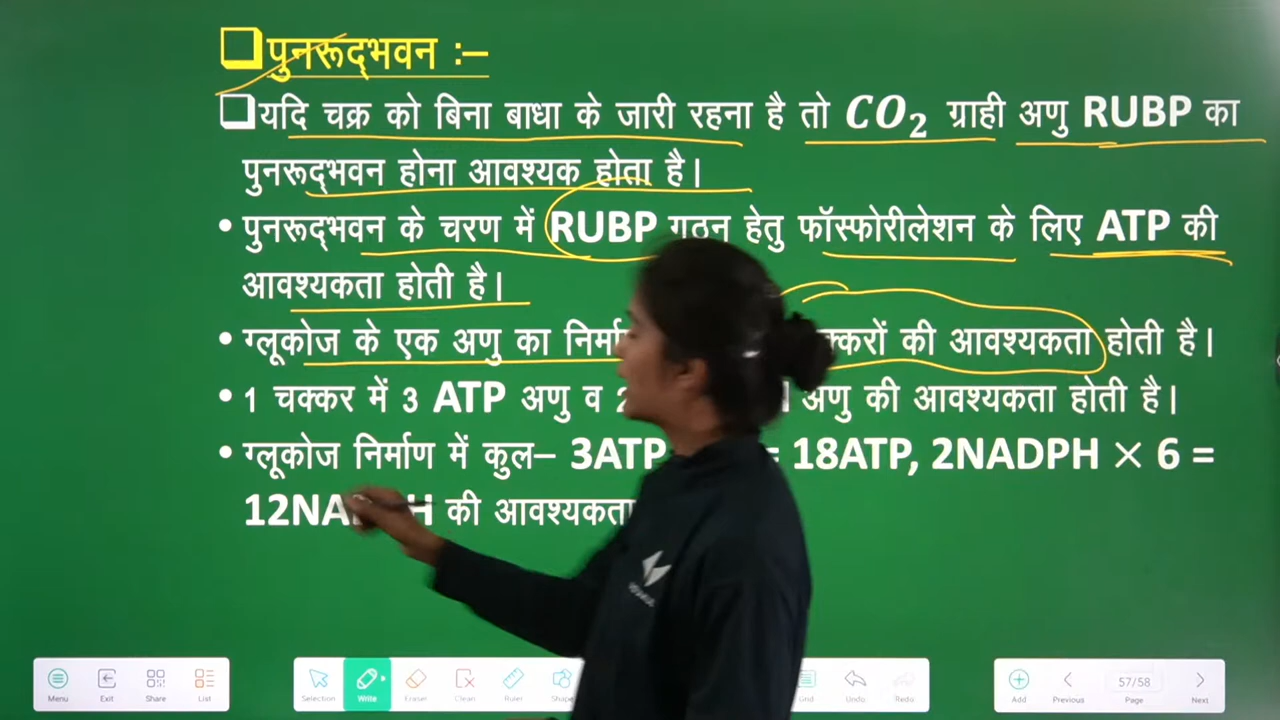 पुनरूद्भवन :–
यदि चक्र को बिना बाधा के जारी रहना है तो CO₂ ग्राही अणु RUBP का
पुनरूद्भवन होना आवश्यक होता है।
• पुनरूद्भवन के चरण में RUBP गठन हेतु फॉस्फोरीलेशन के लिए ATP की
आवश्यकता होती है।
• ग्लूकोज के एक अणु का चक्करों की आवश्यकता होती है।
• 1 चक्कर में 3 ATP अणु व 2 अणु की आवश्यकता होती है।
• ग्लूकोज निर्माण में कुल– 3ATP = 18ATP, 2NADPH × 6 =
की आवश्यकता
Menu Exit Share List Selection Write Eraser Clean Ruler Undo Redo Add Previous 57/58 Page Next